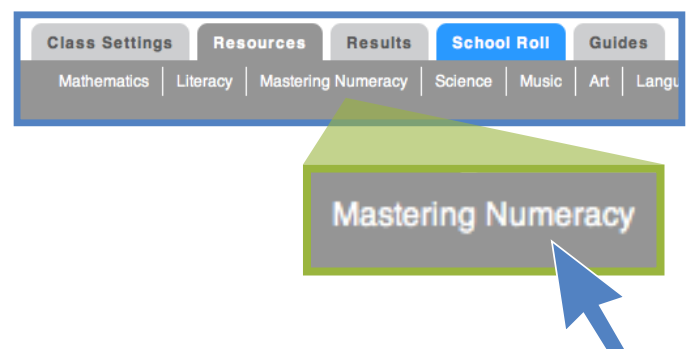 Class Settings Resources Results School Roll Guides
Mathematics Literacy Mastering Numeracy Science Music Art
Mastering Numeracy